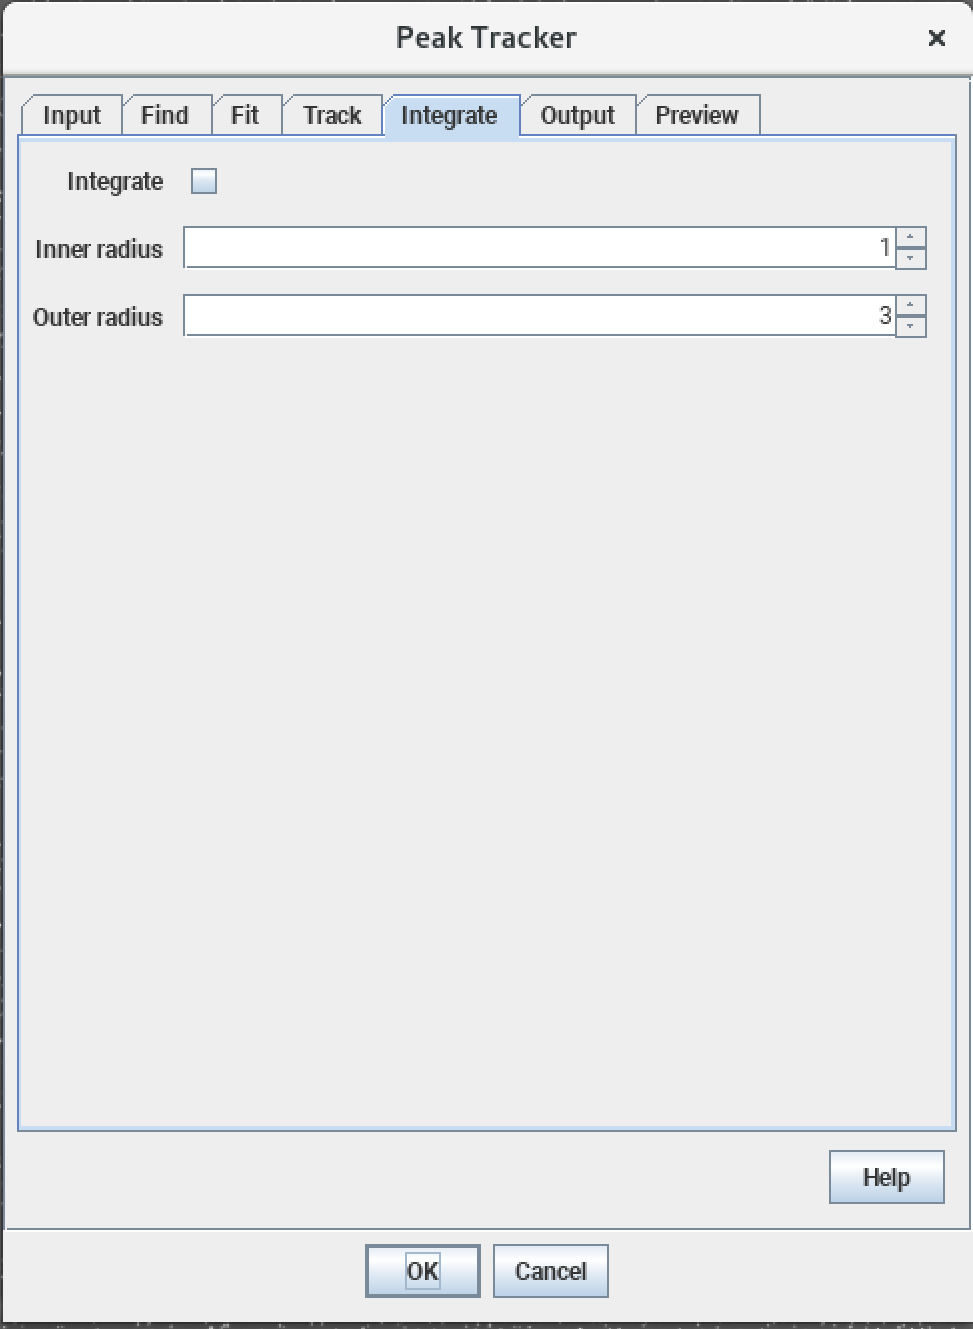 Peak Tracker
Input Find Fit Track Integrate Output Preview
Integrate
Inner radius 1
Outer radius 3
Help
OK Cancel